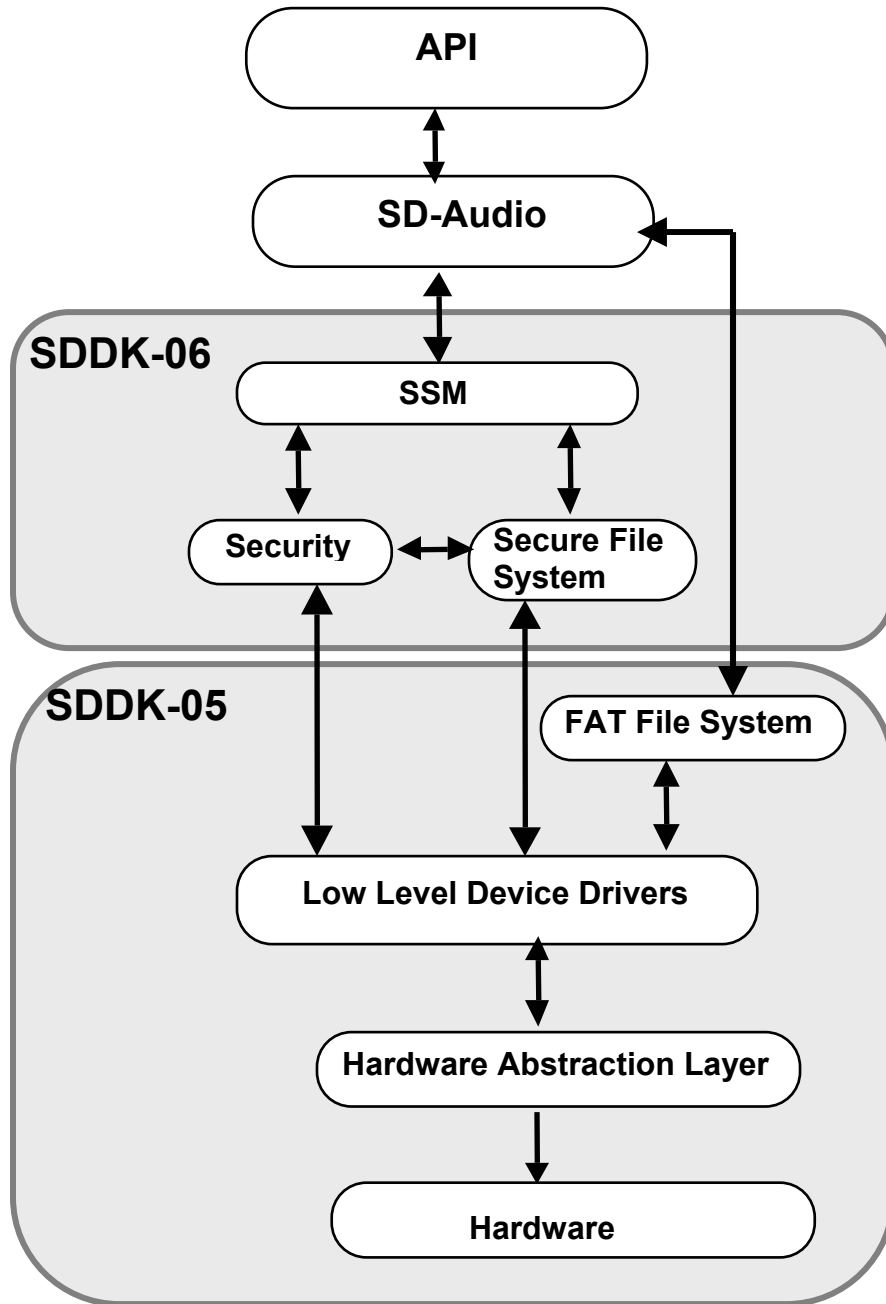 API
SD-Audio
SDDK-06
SSM
Security
Secure File
System
SDDK-05
FAT File System
Low Level Device Drivers
Hardware Abstraction Layer
Hardware